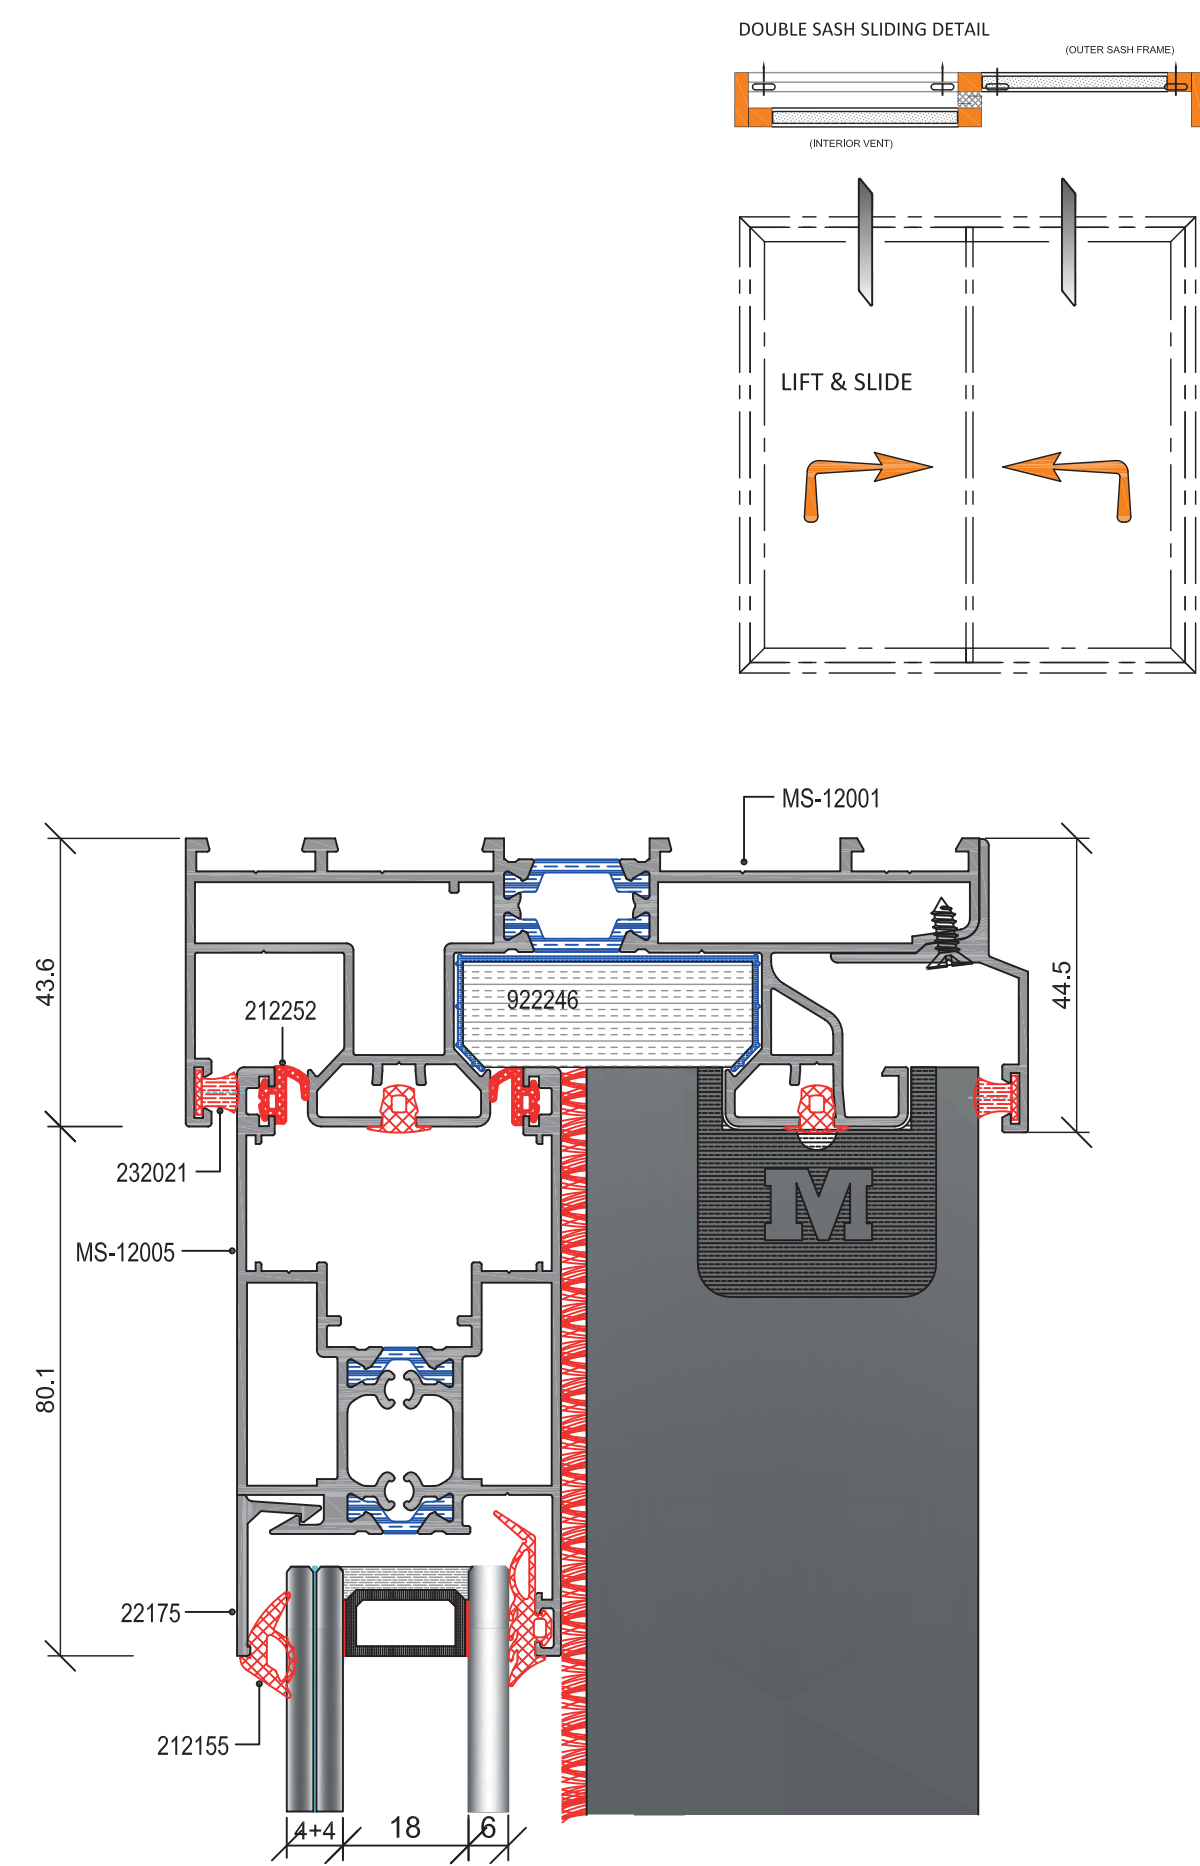 DOUBLE SASH SLIDING DETAIL
(OUTER SASH FRAME)
(INTERIOR VENT)
LIFT & SLIDE
MS-12001
43.6
44.5
922246
212252
232021
M
MS-12005
80.1
22175
212155
4+4
18
6